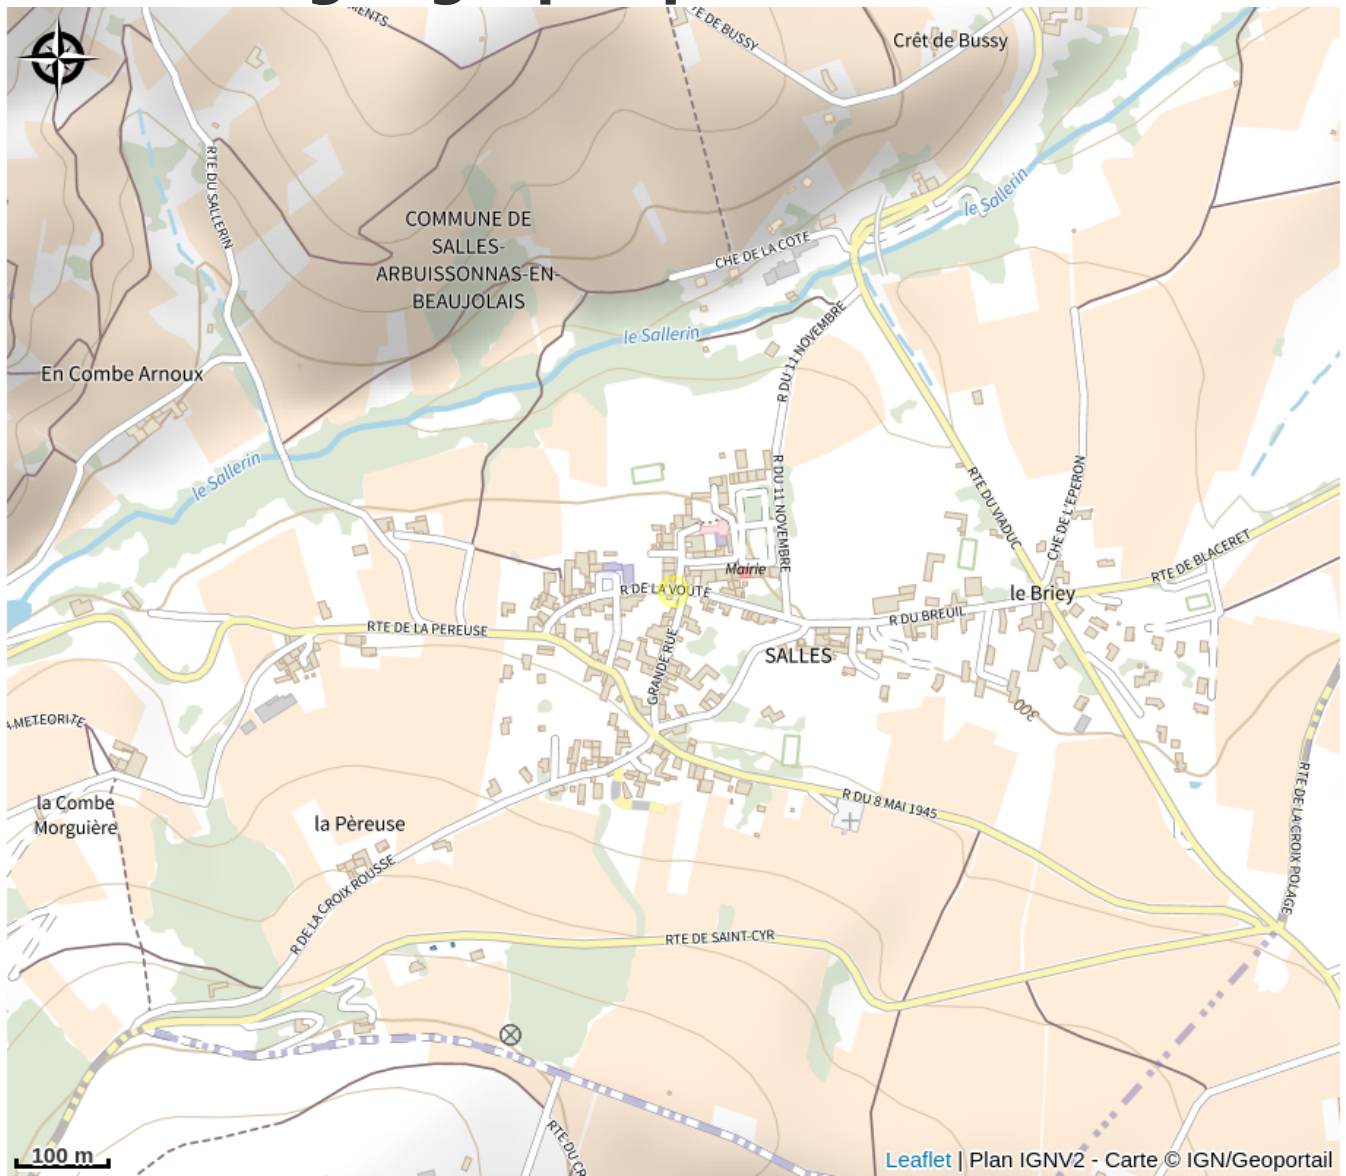 MENTS
TE DE BUSSY
Crêt de Bussy
RTE DU SALLERIN
le Sallerin
COMMUNE DE
SALLES-
ARBUISSONNAS-EN-
BEAUJOLAIS
CHE DE LA COTE
le Sallerin
R DU 11 NOVEMBRE
En Combe Arnoux
le Sallerin
R DU 11 NOVEMBRE
RTE DU VIADUC
CHE DE L'EPERON
RTE DE BLACERET
Mairie
R DE LA VOUTE
le Briey
R DU BREUIL
RTE DE LA PEREUSE
GRANDE RUE
SALLES
300
A METEORITE
RTE DE LA CROIX POLAGE
la Combe
Morguière
la Pèreuse
R DU 8 MAI 1945
R DE LA CROIX ROUSSE
RTE DE SAINT-CYR
RTE DU CR
100 m
Leaflet | Plan IGNV2 - Carte © IGN/Geoportail